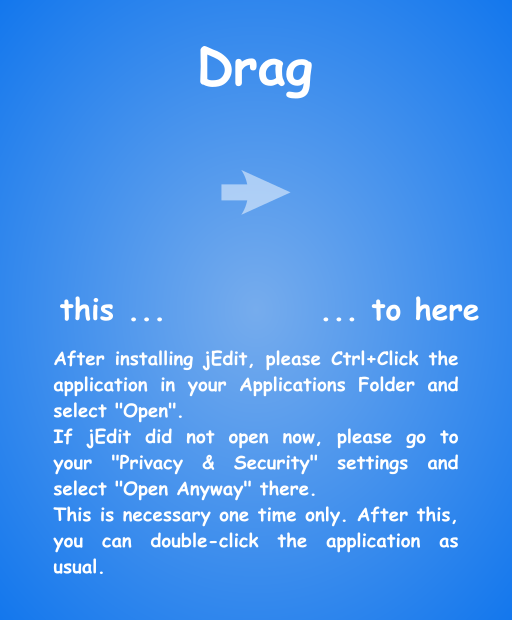 Drag
this ... ... to here
After installing jEdit, please Ctrl+Click the
application in your Applications Folder and
select "Open".
If jEdit did not open now, please go to
your "Privacy & Security" settings and
select "Open Anyway" there.
This is necessary one time only. After this,
you can double-click the application as
usual.